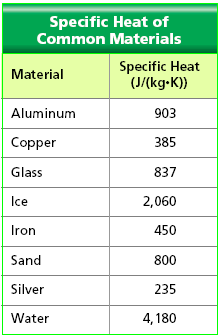 Specific Heat of
Common Materials
Material Specific Heat
(J/(kg•K))
Aluminum 903
Copper 385
Glass 837
Ice 2,060
Iron 450
Sand 800
Silver 235
Water 4,180